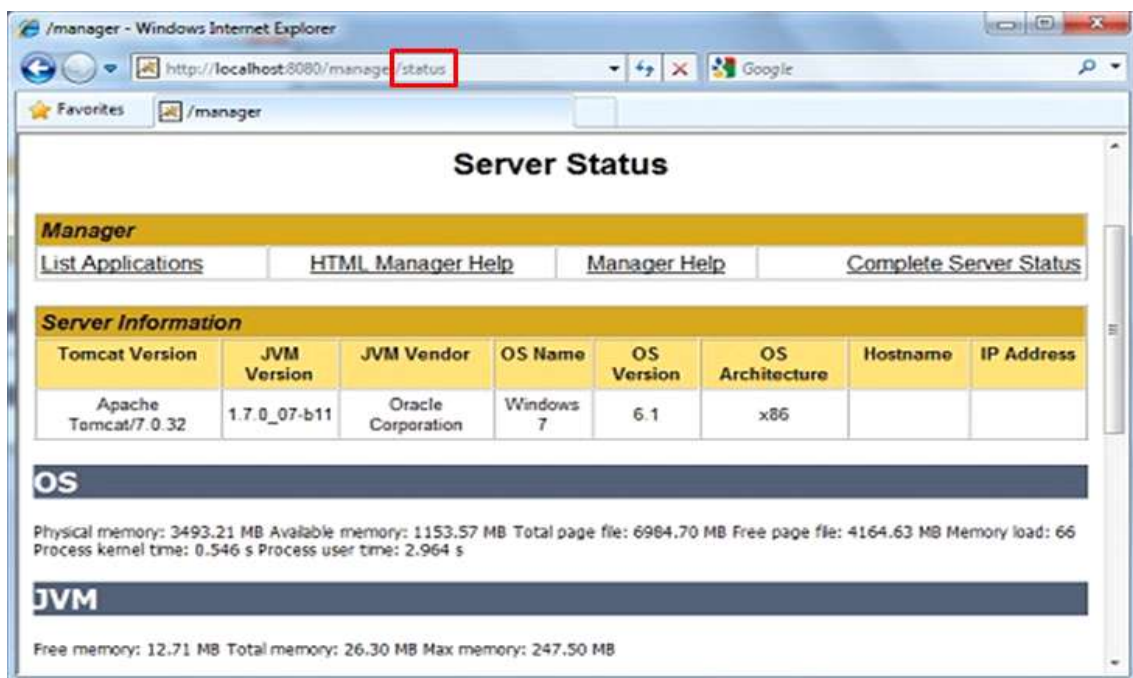 /manager - Windows Internet Explorer
http://localhost:8080/manage /status
Google
Favorites
/manager
Server Status
Manager
List Applications HTML Manager Help Manager Help Complete Server Status
Server Information
Tomcat Version JVM Version JVM Vendor OS Name OS Version OS Architecture Hostname IP Address
Apache Tomcat/7.0.32 1.7.0_07-b11 Oracle Corporation Windows 7 6.1 x86
OS
Physical memory: 3493.21 MB Available memory: 1153.57 MB Total page file: 6984.70 MB Free page file: 4164.63 MB Memory load: 66
Process kernel time: 0.546 s Process user time: 2.964 s
JVM
Free memory: 12.71 MB Total memory: 26.30 MB Max memory: 247.50 MB